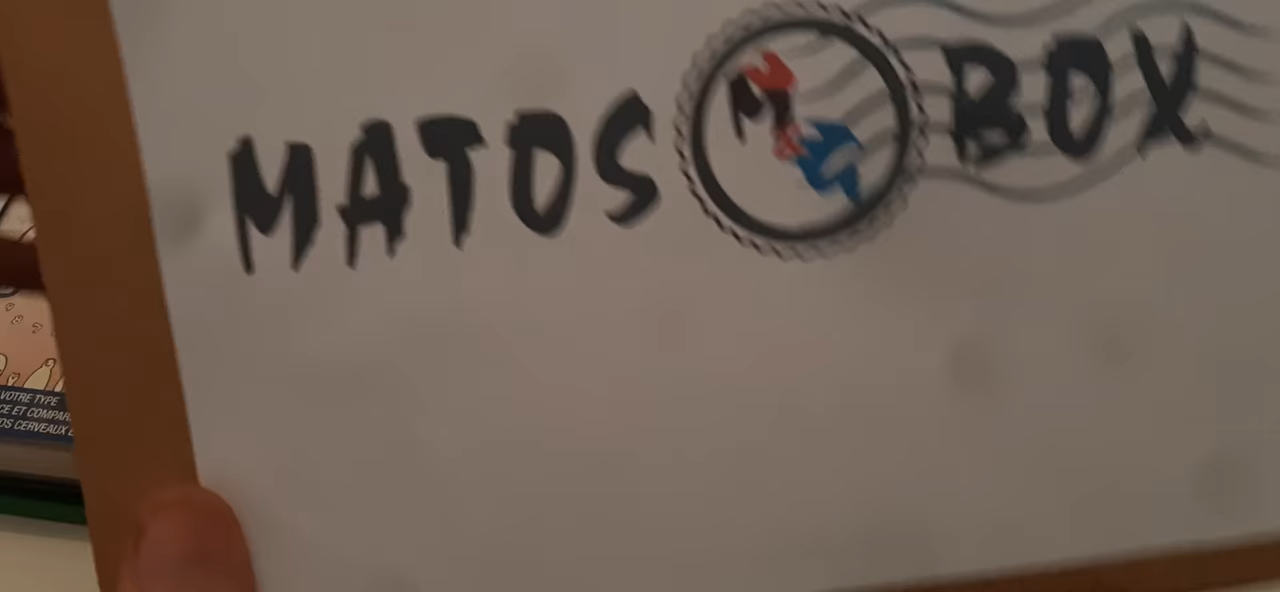 MATOS BOX
VOTRE TYPE
CE ET COMPAR
OS CERVEAUX